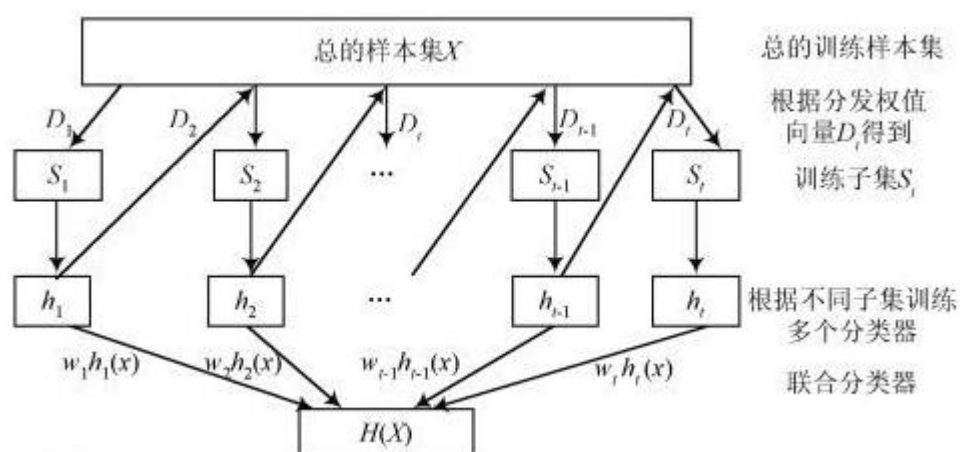 总的样本集X
总的训练样本集
根据分发权值
向量Dᵢ得到
训练子集Sᵢ
D₁
D₂
Dᵢ
Dₜ₋₁
Dₜ
S₁
S₂
...
Sₜ₋₁
Sₜ
h₁
h₂
...
hₜ₋₁
hₜ
根据不同子集训练
多个分类器
w₁h₁(x)
w₂h₂(x)
wₜ₋₁hₜ₋₁(x)
wₜhₜ(x)
联合分类器
H(X)